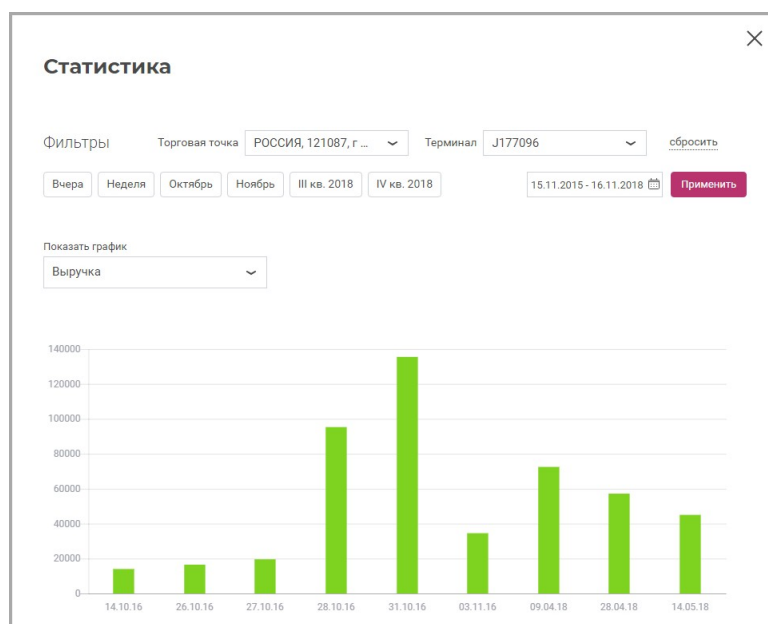 Статистика
Фильтры Торговая точка РОССИЯ, 121087, г ... Терминал J177096 сбросить
Вчера Неделя Октябрь Ноябрь III кв. 2018 IV кв. 2018 15.11.2015 - 16.11.2018 Применить
Показать график
Выручка
140000
120000
100000
80000
60000
40000
20000
0
14.10.16 26.10.16 27.10.16 28.10.16 31.10.16 03.11.16 09.04.18 28.04.18 14.05.18